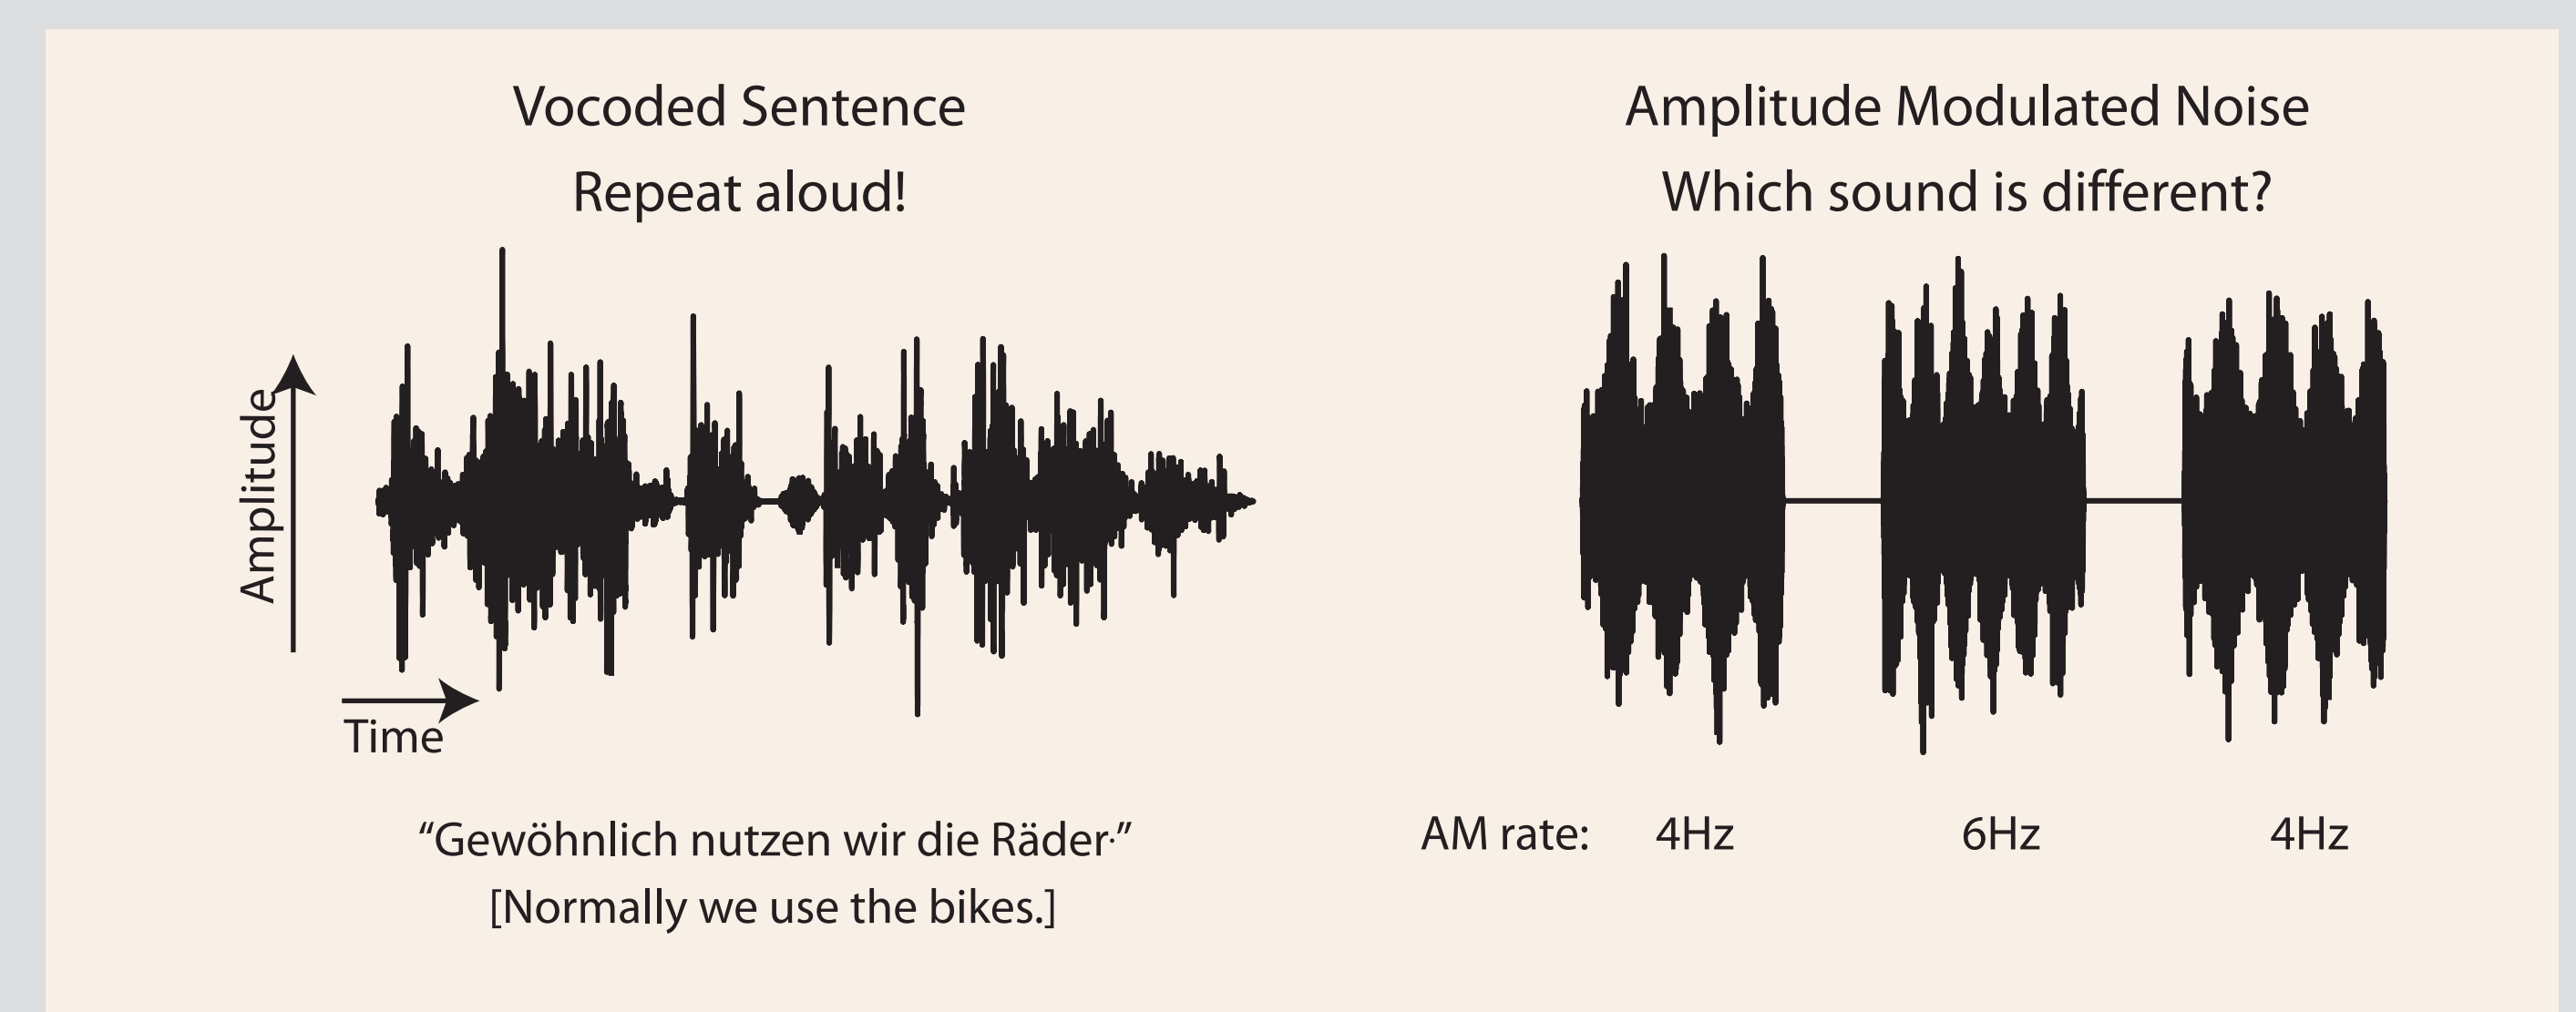 Vocoded Sentence
Repeat aloud!
Amplitude
Time
“Gewöhnlich nutzen wir die Räder·”
[Normally we use the bikes.]
Amplitude Modulated Noise
Which sound is different?
AM rate: 4Hz 6Hz 4Hz